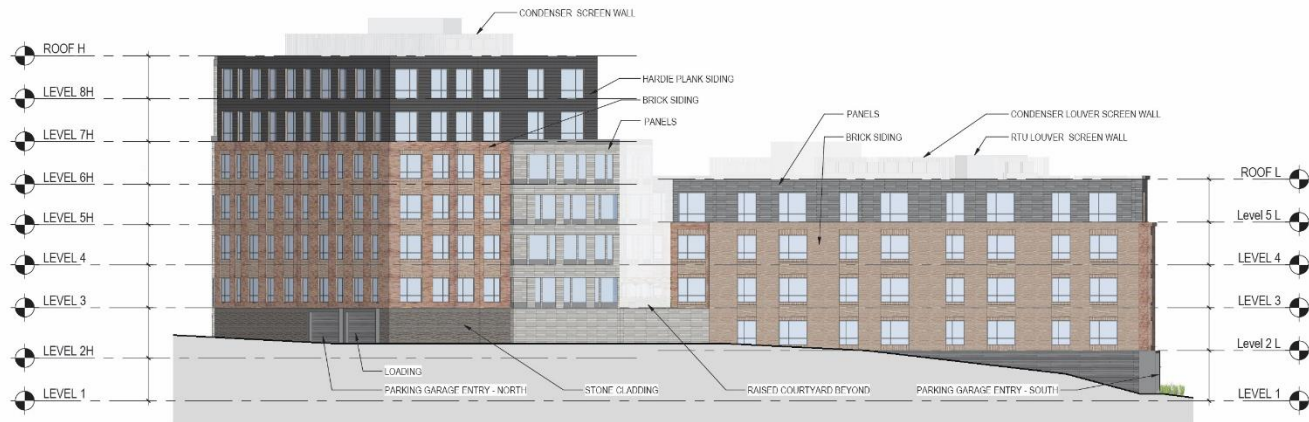 CONDENSER SCREEN WALL
ROOF H
HARDIE PLANK SIDING
LEVEL 8H
BRICK SIDING
PANELS
PANELS
CONDENSER LOUVER SCREEN WALL
LEVEL 7H
BRICK SIDING
RTU LOUVER SCREEN WALL
LEVEL 6H
ROOF L
LEVEL 5H
Level 5 L
LEVEL 4
LEVEL 4
LEVEL 3
LEVEL 3
LEVEL 2H
Level 2 L
LOADING
PARKING GARAGE ENTRY - NORTH
STONE CLADDING
RAISED COURTYARD BEYOND
PARKING GARAGE ENTRY - SOUTH
LEVEL 1
LEVEL 1